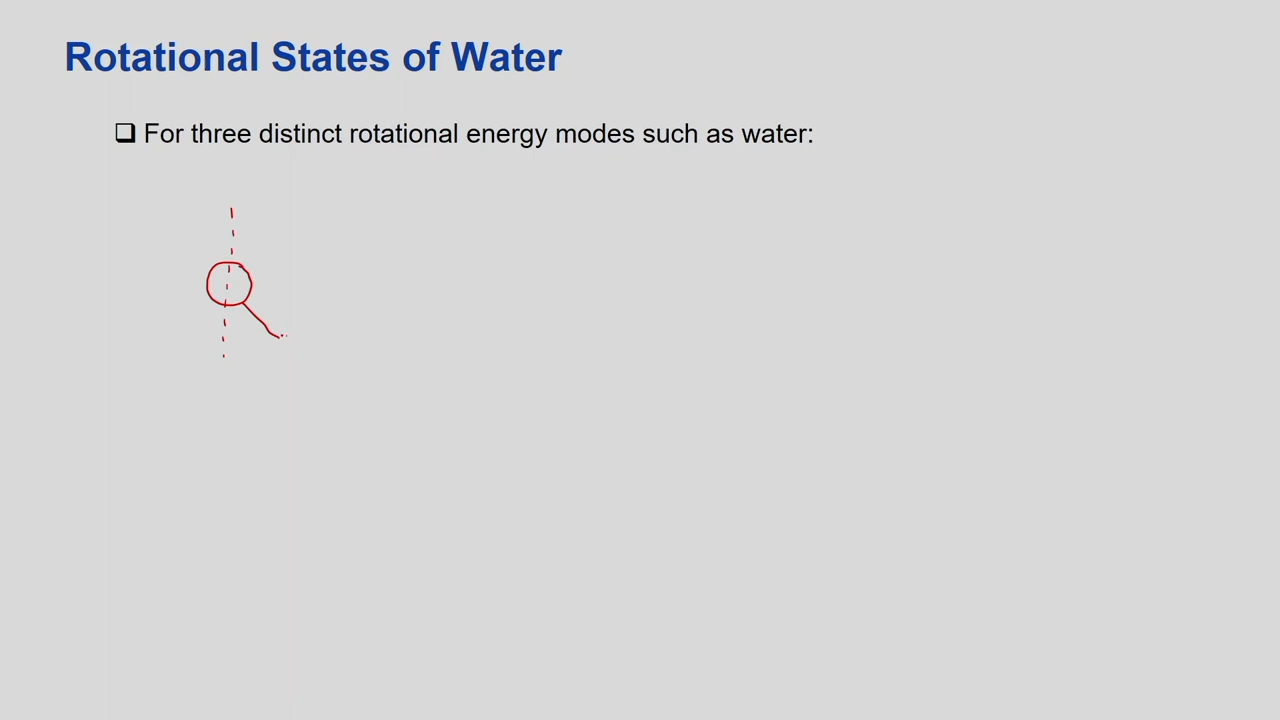 Rotational States of Water
❑ For three distinct rotational energy modes such as water: